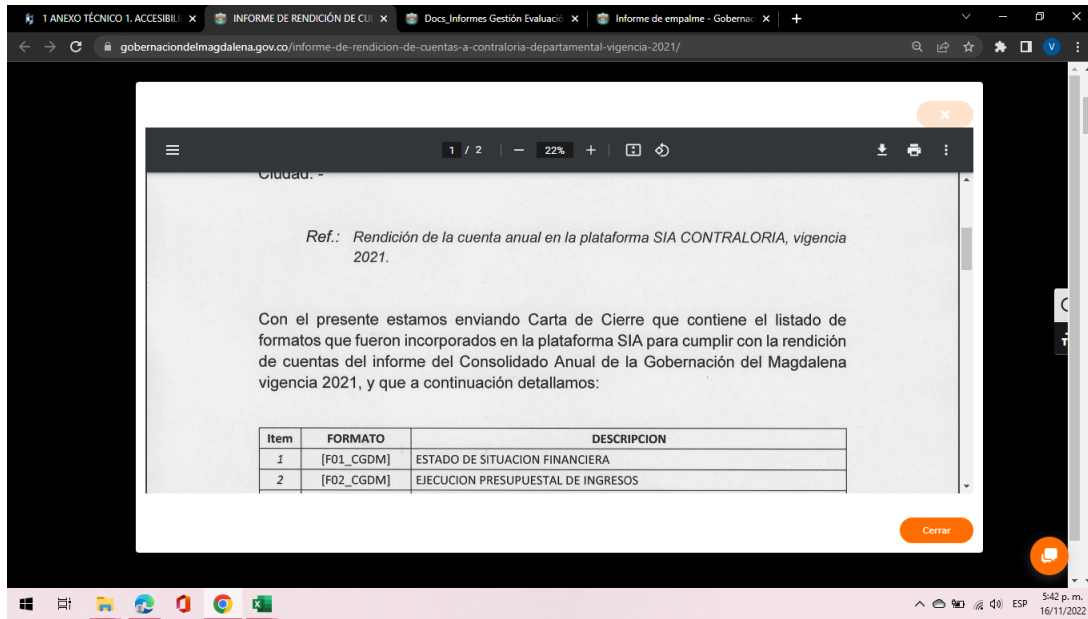 1 ANEXO TÉCNICO 1. ACCESIBILI
INFORME DE RENDICIÓN DE CUE
Docs_Informes Gestión Evaluació
Informe de empalme - Gobernac
gobernaciondelmagdalena.gov.co/informe-de-rendicion-de-cuentas-a-contraloria-departamental-vigencia-2021/
V
1 / 2
22%
Ciudad. -
Ref.: Rendición de la cuenta anual en la plataforma SIA CONTRALORIA, vigencia
2021.
Con el presente estamos enviando Carta de Cierre que contiene el listado de
formatos que fueron incorporados en la plataforma SIA para cumplir con la rendición
de cuentas del informe del Consolidado Anual de la Gobernación del Magdalena
vigencia 2021, y que a continuación detallamos:
Item FORMATO DESCRIPCION
1 [F01_CGDM] ESTADO DE SITUACION FINANCIERA
2 [F02_CGDM] EJECUCION PRESUPUESTAL DE INGRESOS
Cerrar
ESP
5:42 p. m.
16/11/2022